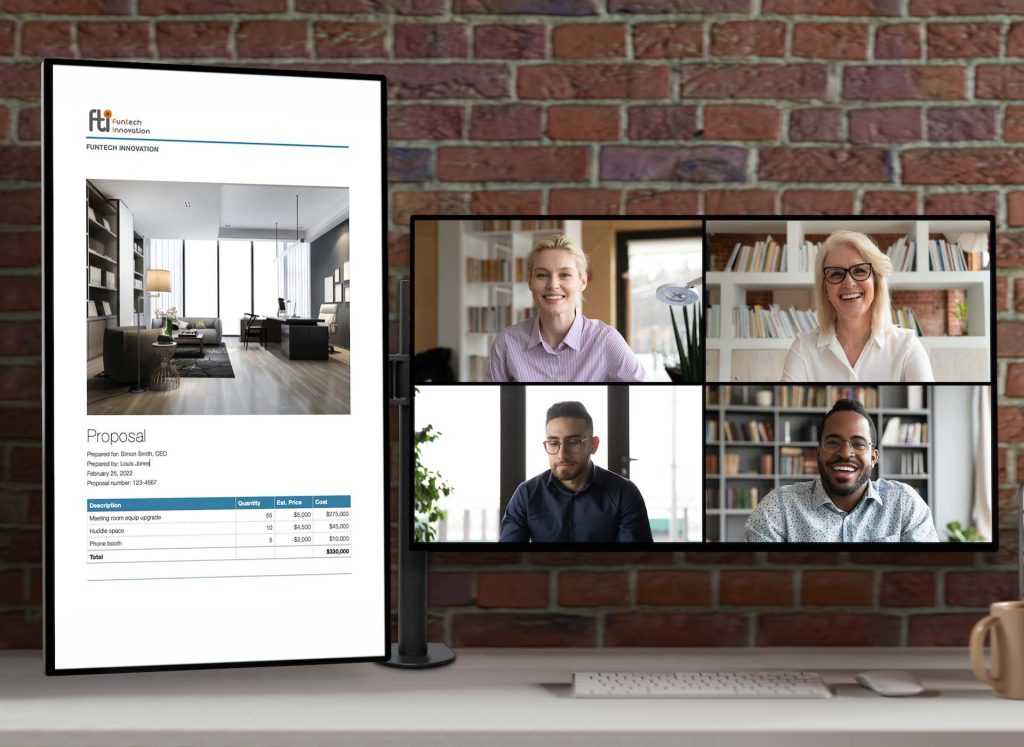 fti Funtech
Innovation
FUNTECH INNOVATION
Proposal
Prepared for: Simon Smith, CEO
Prepared by: Louis Jones
February 25, 2022
Proposal number: 123-4567
Description Quantity Est. Price Cost
Meeting room equip upgrade 55 $5,000 $275,000
Huddle space 10 $4,500 $45,000
Phone booth 5 $2,000 $10,000
Total $330,000